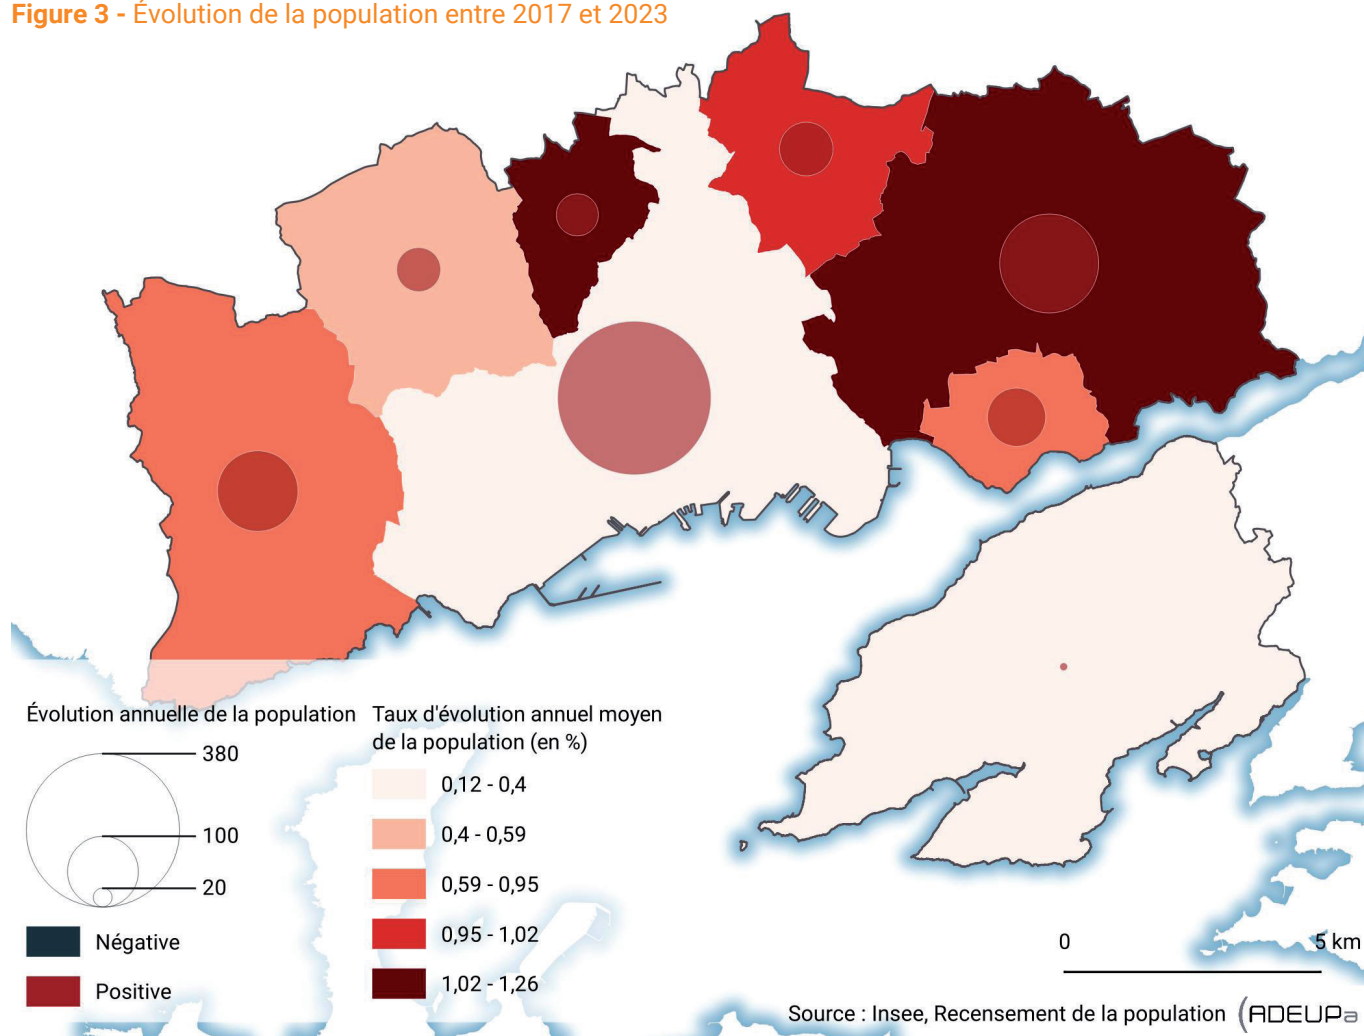 Figure 3 - Évolution de la population entre 2017 et 2023
Évolution annuelle de la population
380
100
20
Négative
Positive
Taux d'évolution annuel moyen
de la population (en %)
0,12 - 0,4
0,4 - 0,59
0,59 - 0,95
0,95 - 1,02
1,02 - 1,26
0 5 km
Source : Insee, Recensement de la population ADEUPa